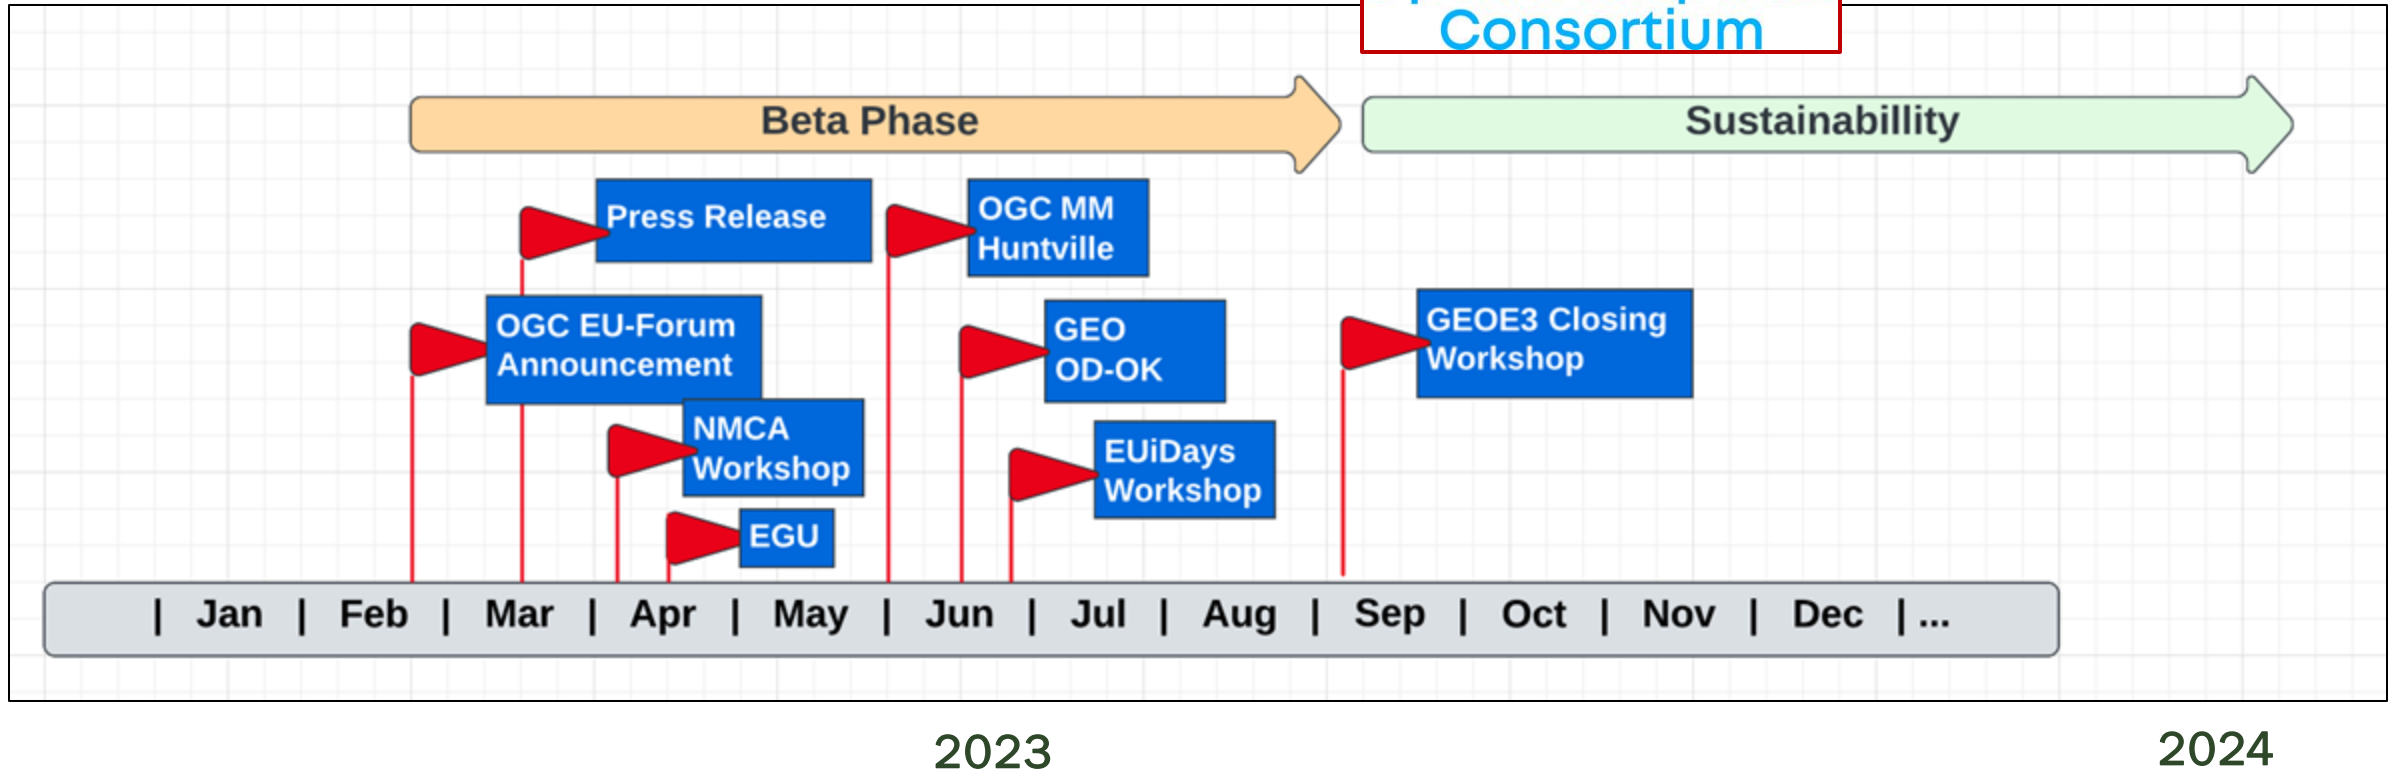 Consortium
Beta Phase
Sustainabillity
Press Release
OGC MM
Huntville
OGC EU-Forum
Announcement
GEO
OD-OK
GEOE3 Closing
Workshop
NMCA
Workshop
EUiDays
Workshop
EGU
| Jan | Feb | Mar | Apr | May | Jun | Jul | Aug | Sep | Oct | Nov | Dec | ...
2023
2024